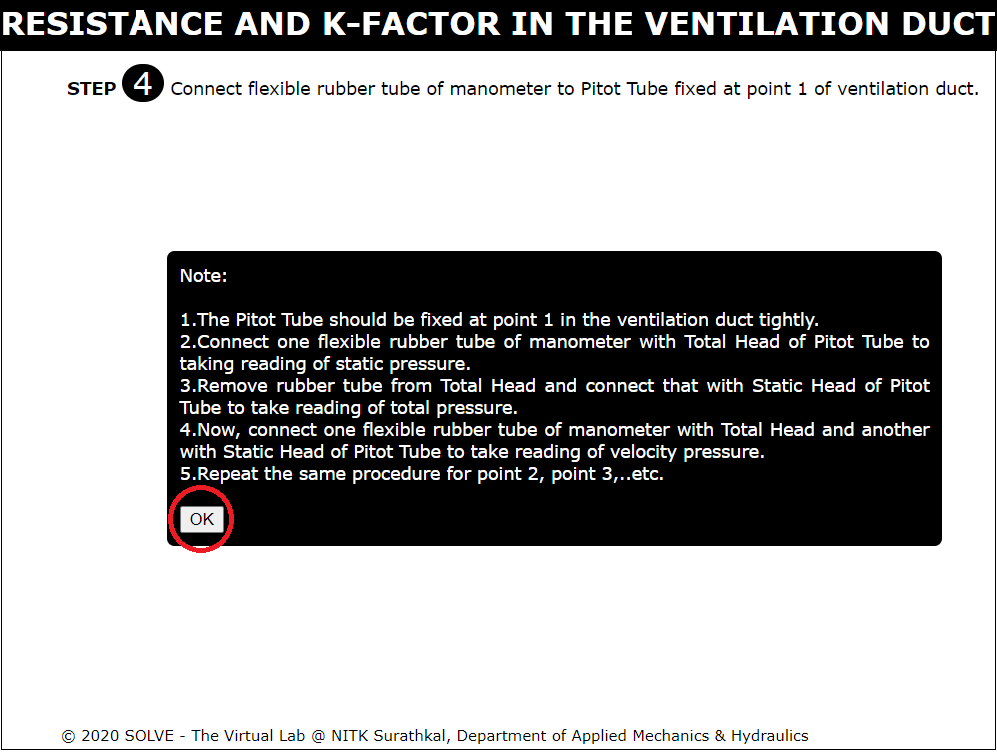 RESISTANCE AND K-FACTOR IN THE VENTILATION DUCT
STEP 4 Connect flexible rubber tube of manometer to Pitot Tube fixed at point 1 of ventilation duct.
Note:
1.The Pitot Tube should be fixed at point 1 in the ventilation duct tightly.
2.Connect one flexible rubber tube of manometer with Total Head of Pitot Tube to
taking reading of static pressure.
3.Remove rubber tube from Total Head and connect that with Static Head of Pitot
Tube to take reading of total pressure.
4.Now, connect one flexible rubber tube of manometer with Total Head and another
with Static Head of Pitot Tube to take reading of velocity pressure.
5.Repeat the same procedure for point 2, point 3,..etc.
OK
© 2020 SOLVE - The Virtual Lab @ NITK Surathkal, Department of Applied Mechanics & Hydraulics